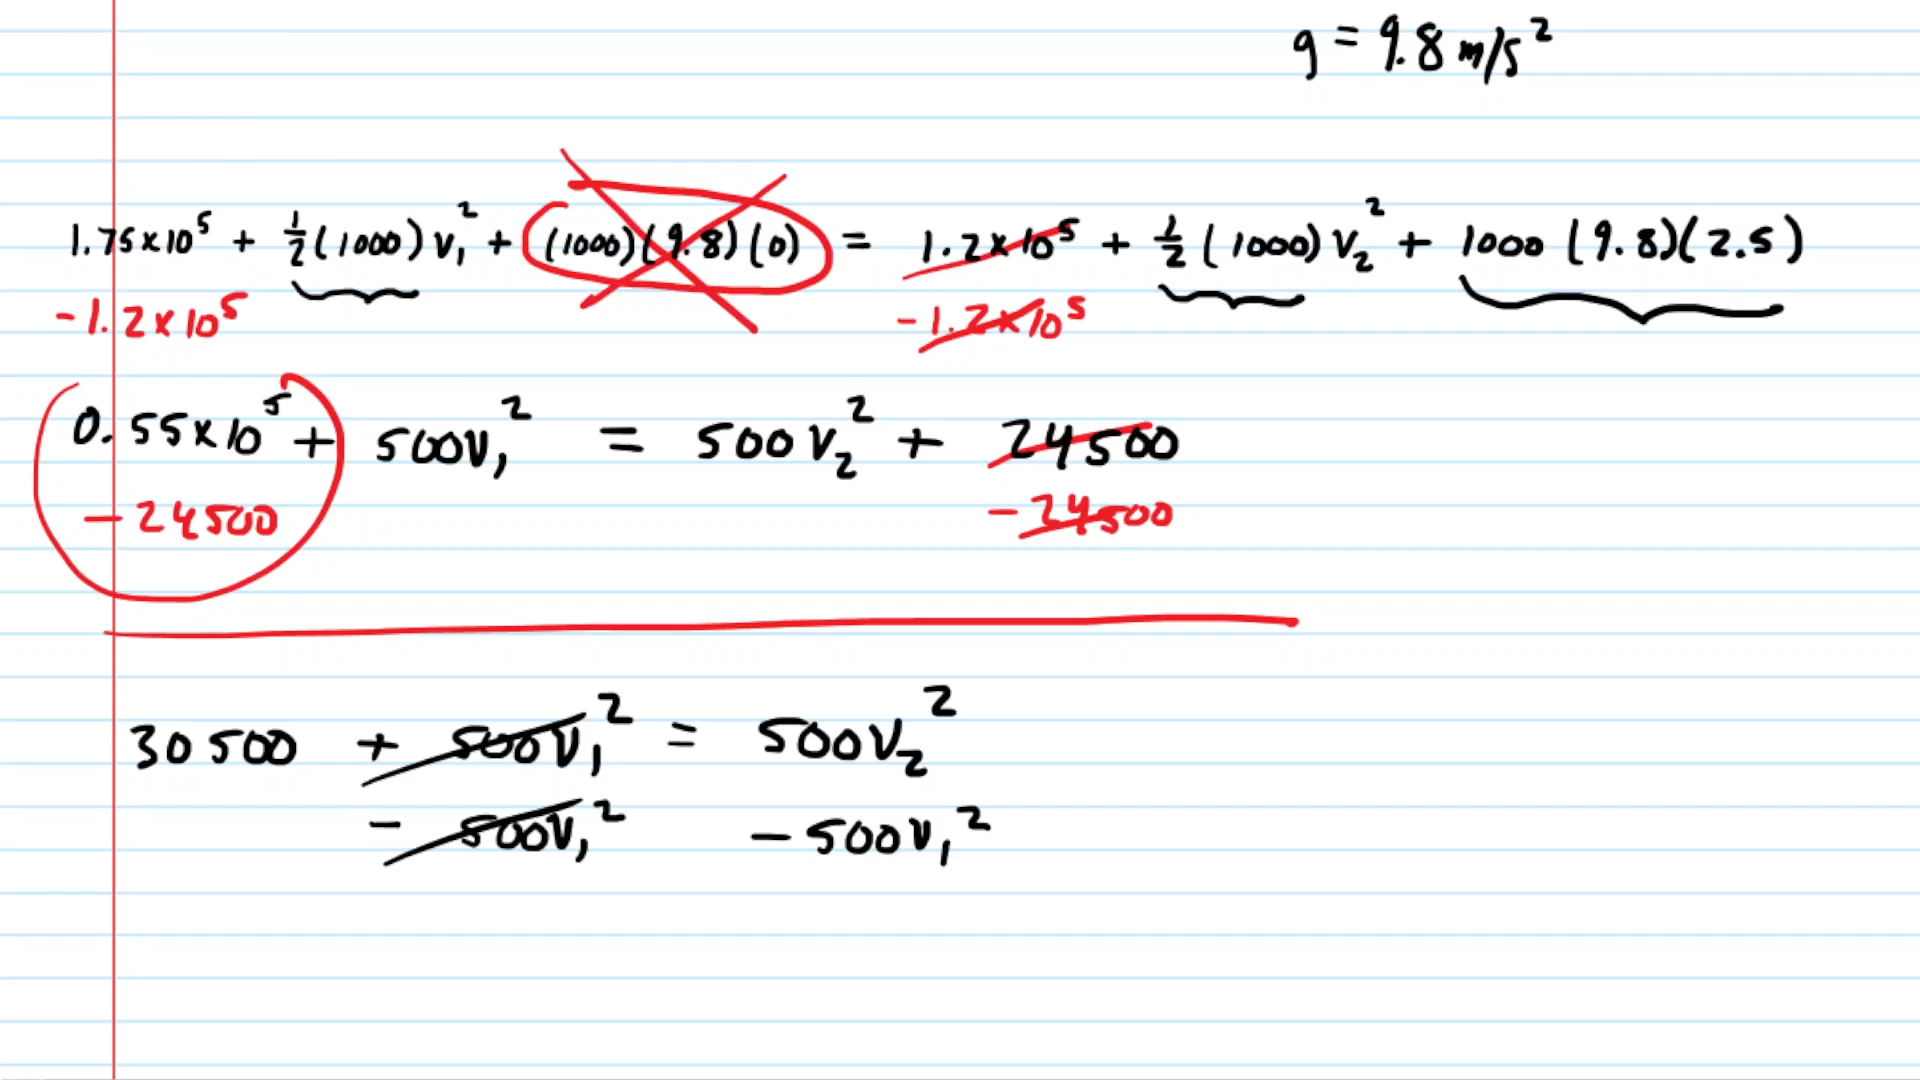 g = 9.8 m/s²
1.75×10⁵ + ½(1000)v₁² + (1000)(9.8)(0) = 1.2×10⁵ + ½(1000)v₂² + 1000(9.8)(2.5)
-1.2×10⁵ -1.2×10⁵
0.55×10⁵ + 500v₁² = 500v₂² + 24500
-24500 -24500
30500 + 500v₁² = 500v₂²
- 500v₁² - 500v₁²